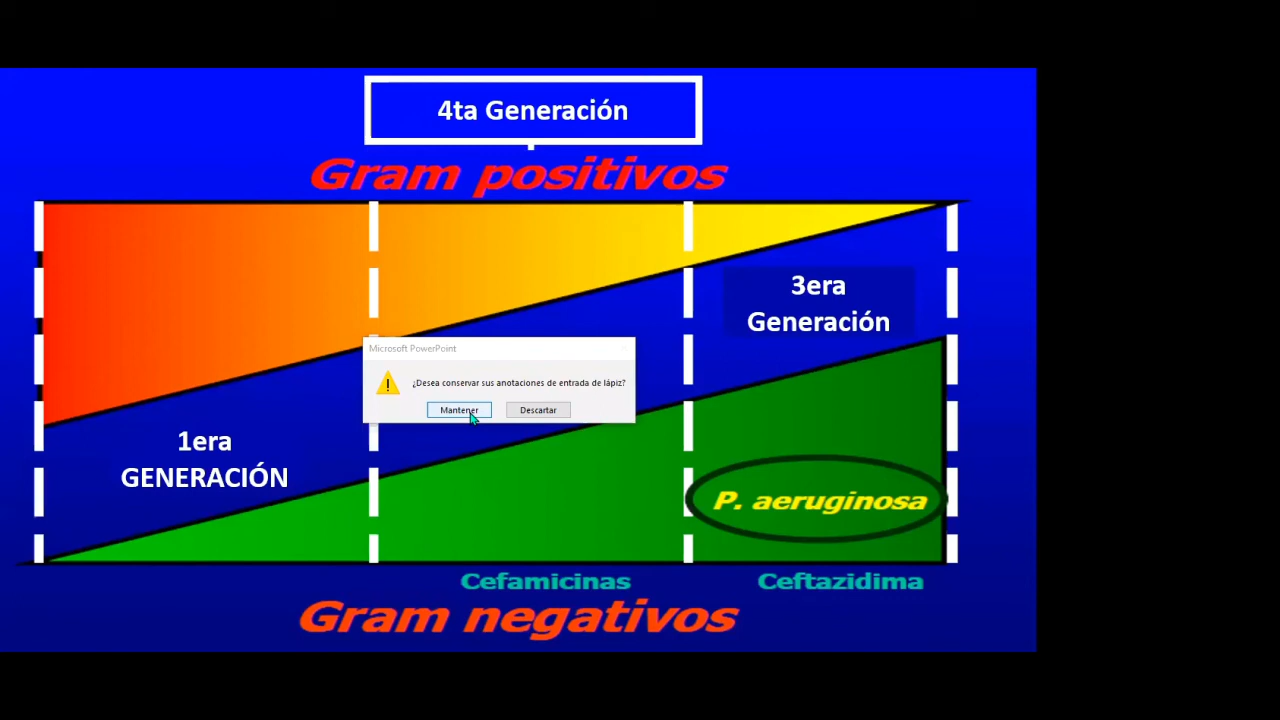 4ta Generación
Gram positivos
3era
Generación
Microsoft PowerPoint
¿Desea conservar sus anotaciones de entrada de lápiz?
Mantener
Descartar
1era
GENERACIÓN
P. aeruginosa
Cefamicinas
Ceftazidima
Gram negativos